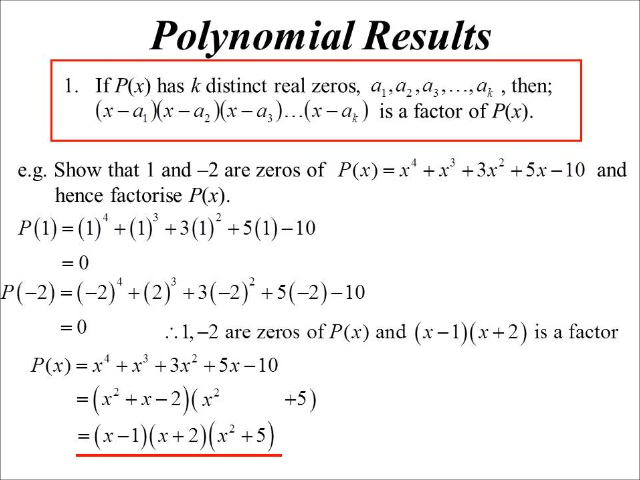 Polynomial Results
1. If P(x) has k distinct real zeros, a₁, a₂, a₃, …, aₖ , then;
(x − a₁)(x − a₂)(x − a₃)…(x − aₖ) is a factor of P(x).
e.g. Show that 1 and –2 are zeros of P(x) = x⁴ + x³ + 3x² + 5x − 10 and
hence factorise P(x).
P(1) = (1)⁴ + (1)³ + 3(1)² + 5(1) − 10
= 0
P(−2) = (−2)⁴ + (2)³ + 3(−2)² + 5(−2) − 10
= 0 ∴ 1, −2 are zeros of P(x) and (x − 1)(x + 2) is a factor
P(x) = x⁴ + x³ + 3x² + 5x − 10
= (x² + x − 2)(x² +5)
= (x − 1)(x + 2)(x² + 5)